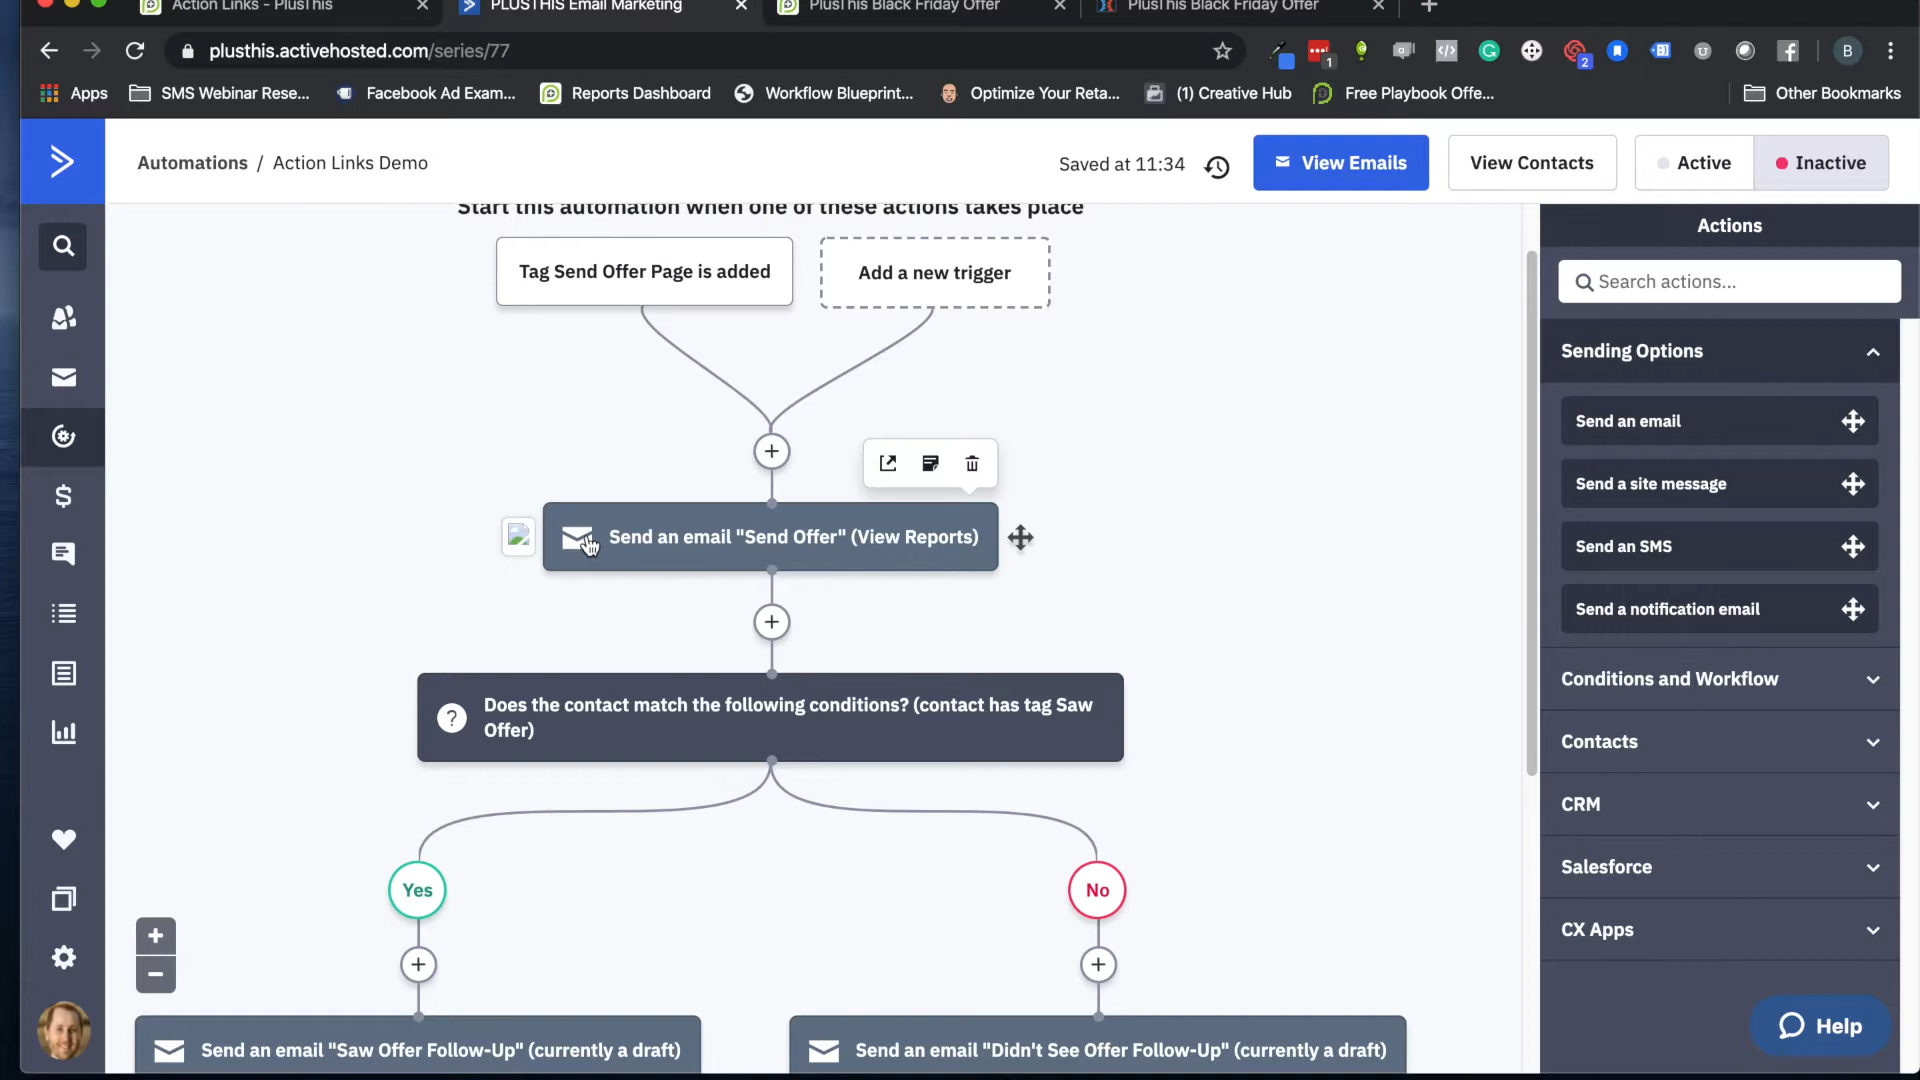 Action Links - PlusThis
PLUSTHIS Email Marketing
PlusThis Black Friday Offer
PlusThis Black Friday Offer
plusthis.activehosted.com/series/77
1
2
B
Apps
SMS Webinar Rese...
Facebook Ad Exam...
Reports Dashboard
Workflow Blueprint...
Optimize Your Reta...
(1) Creative Hub
Free Playbook Offe...
Other Bookmarks
Automations / Action Links Demo
Saved at 11:34
View Emails
View Contacts
Active
Inactive
Start this automation when one of these actions takes place
Tag Send Offer Page is added
Add a new trigger
Send an email "Send Offer" (View Reports)
Does the contact match the following conditions? (contact has tag Saw
Offer)
Yes
No
Send an email "Saw Offer Follow-Up" (currently a draft)
Send an email "Didn't See Offer Follow-Up" (currently a draft)
Actions
Search actions...
Sending Options
Send an email
Send a site message
Send an SMS
Send a notification email
Conditions and Workflow
Contacts
CRM
Salesforce
CX Apps
Help